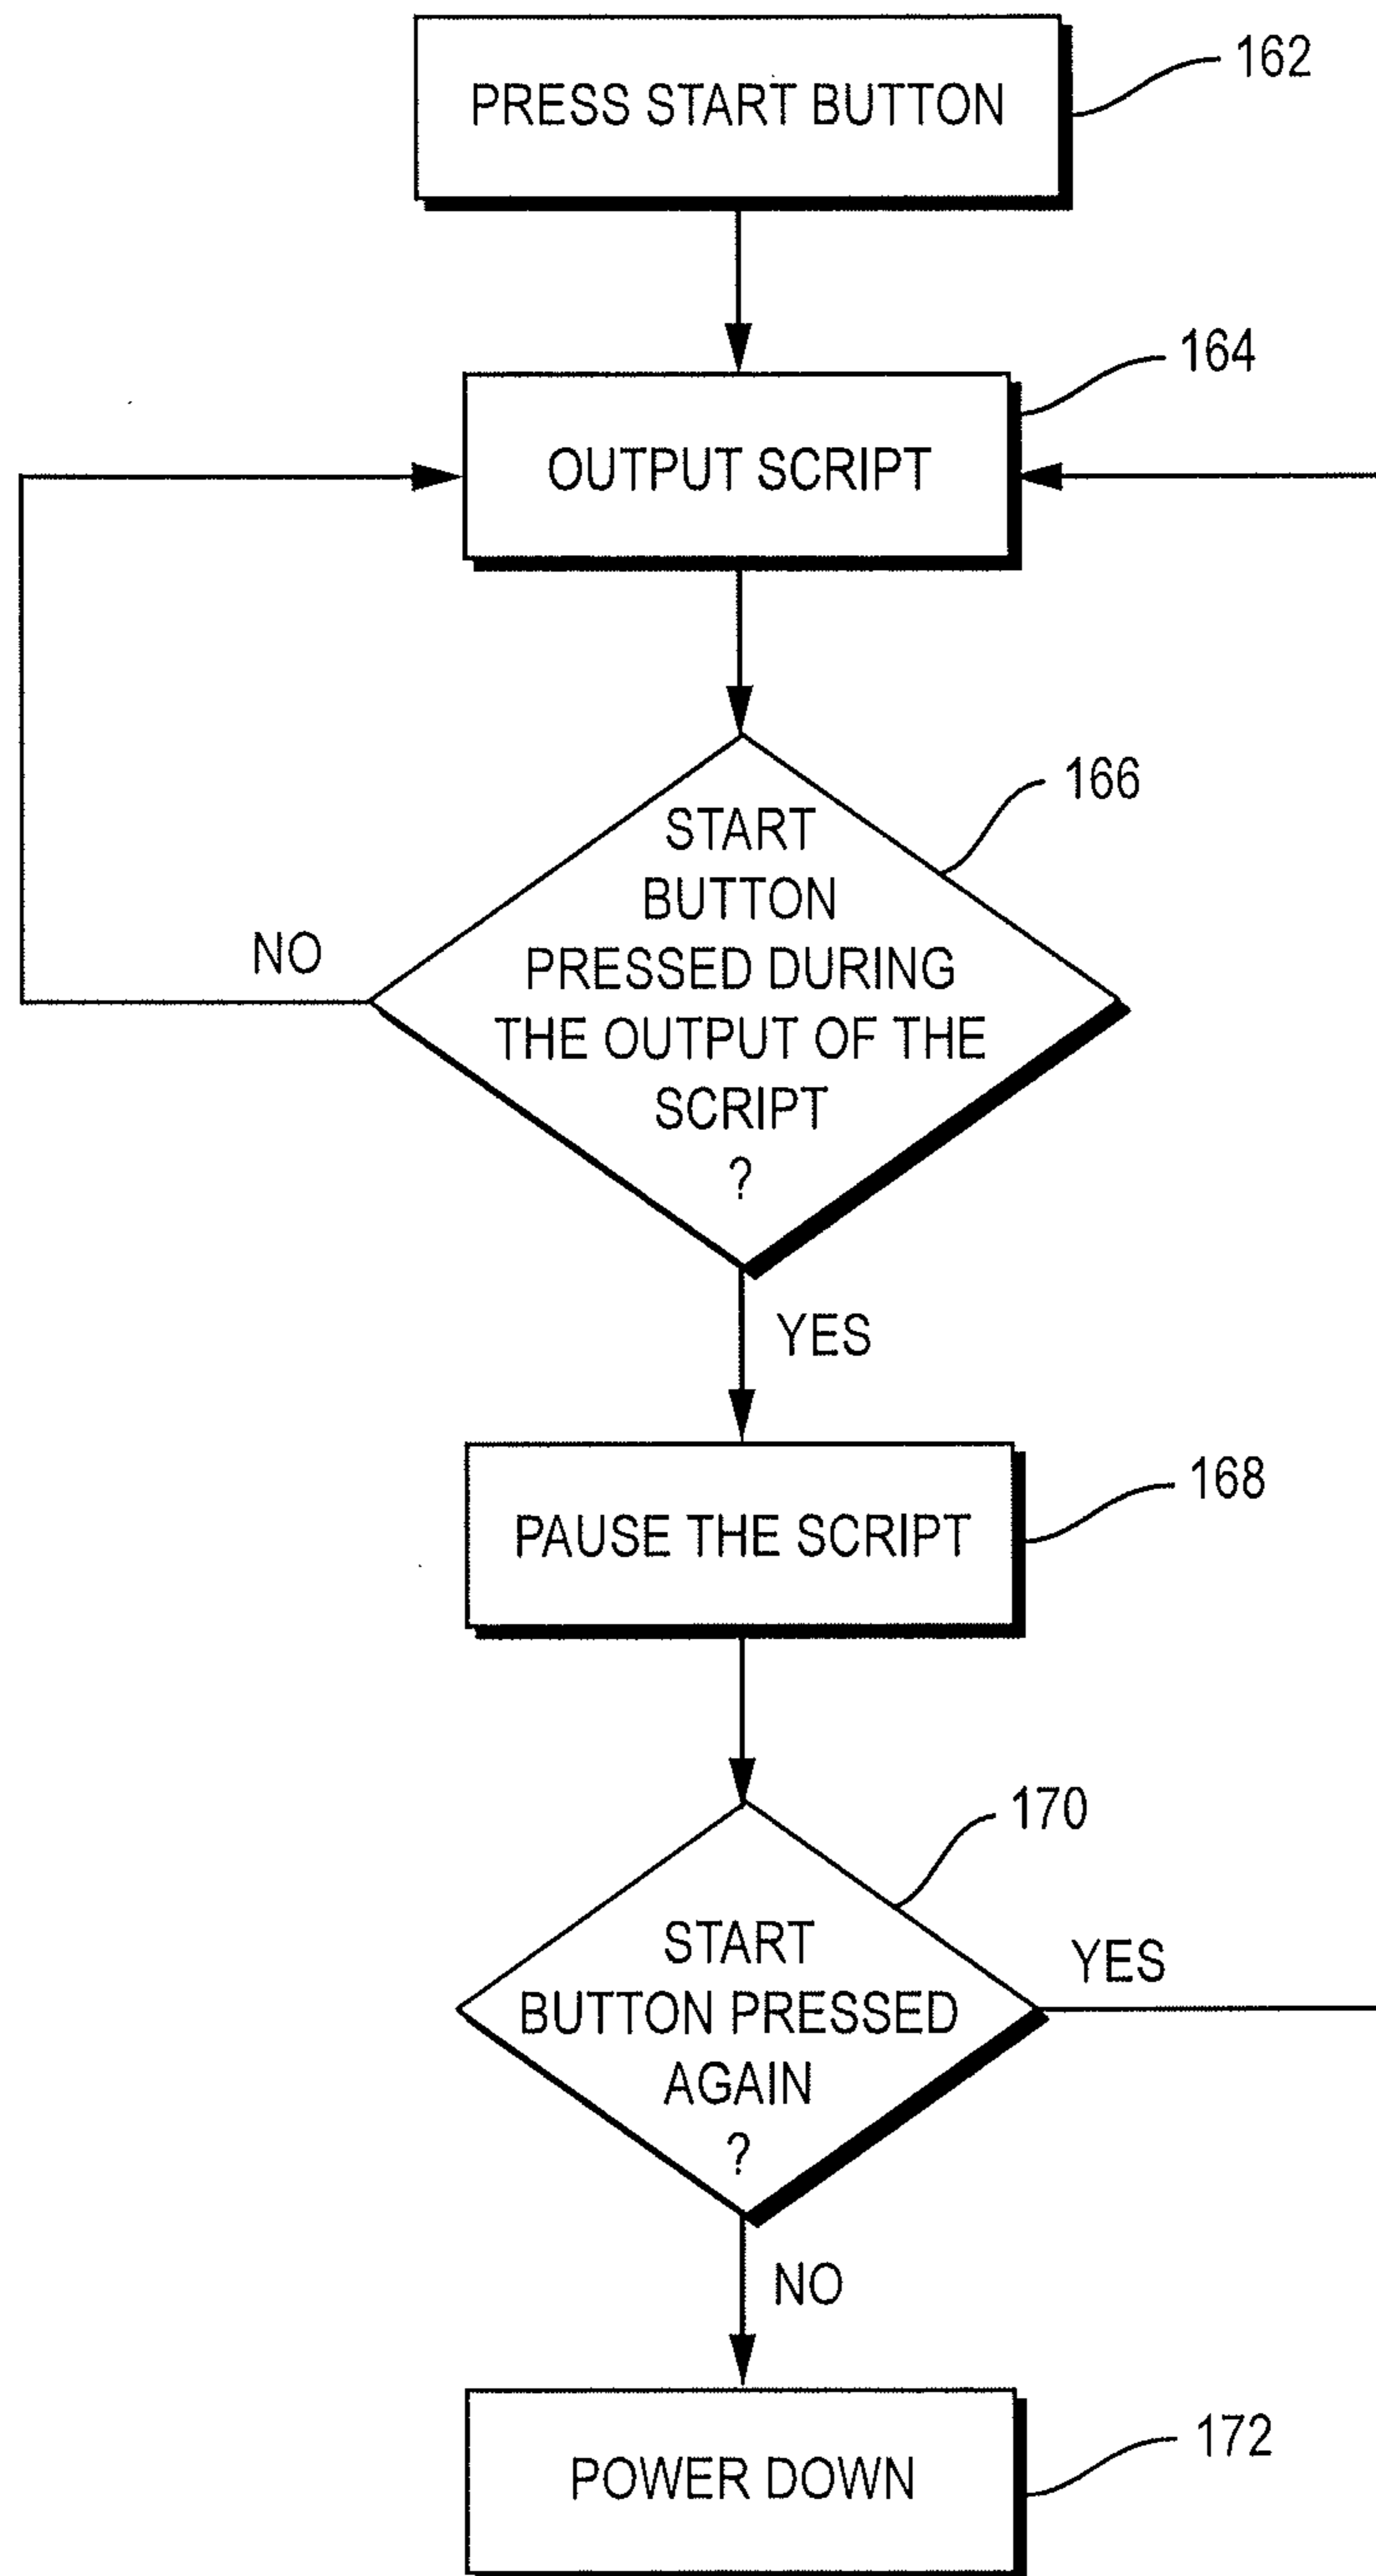 PRESS START BUTTON
162
OUTPUT SCRIPT
164
START
BUTTON
PRESSED DURING
THE OUTPUT OF THE
SCRIPT
?
166
NO
YES
PAUSE THE SCRIPT
168
START
BUTTON PRESSED
AGAIN
?
170
YES
NO
POWER DOWN
172